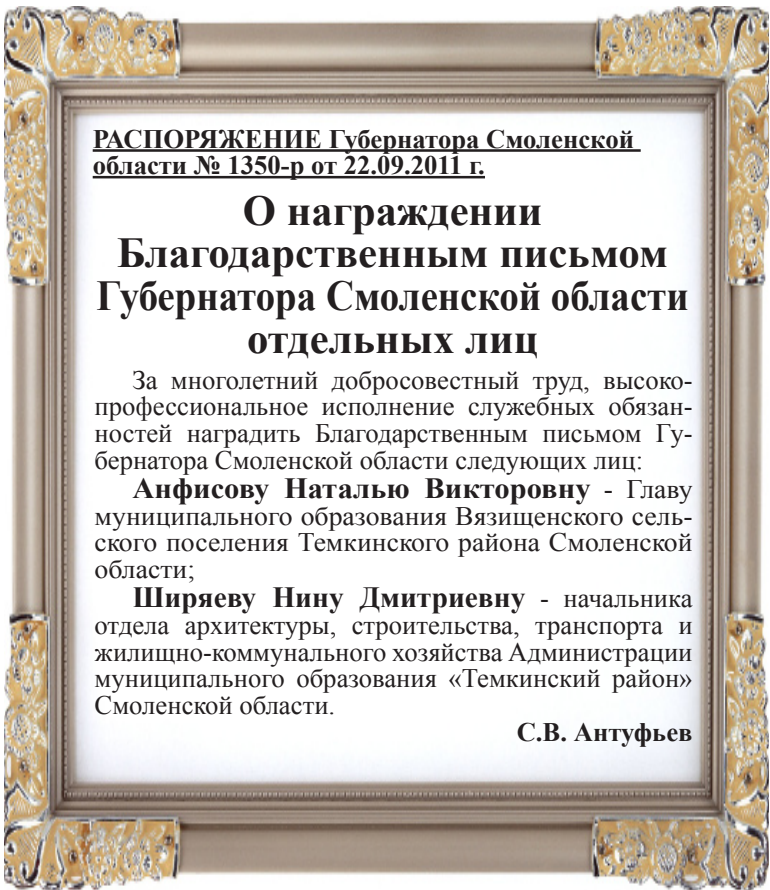 РАСПОРЯЖЕНИЕ Губернатора Смоленской
области № 1350-р от 22.09.2011 г.
О награждении
Благодарственным письмом
Губернатора Смоленской области
отдельных лиц
За многолетний добросовестный труд, высоко-
профессиональное исполнение служебных обязан-
ностей наградить Благодарственным письмом Гу-
бернатора Смоленской области следующих лиц:
Анфисову Наталью Викторовну - Главу
муниципального образования Вязищенского сель-
ского поселения Темкинского района Смоленской
области;
Ширяеву Нину Дмитриевну - начальника
отдела архитектуры, строительства, транспорта и
жилищно-коммунального хозяйства Администрации
муниципального образования «Темкинский район»
Смоленской области.
С.В. Антуфьев